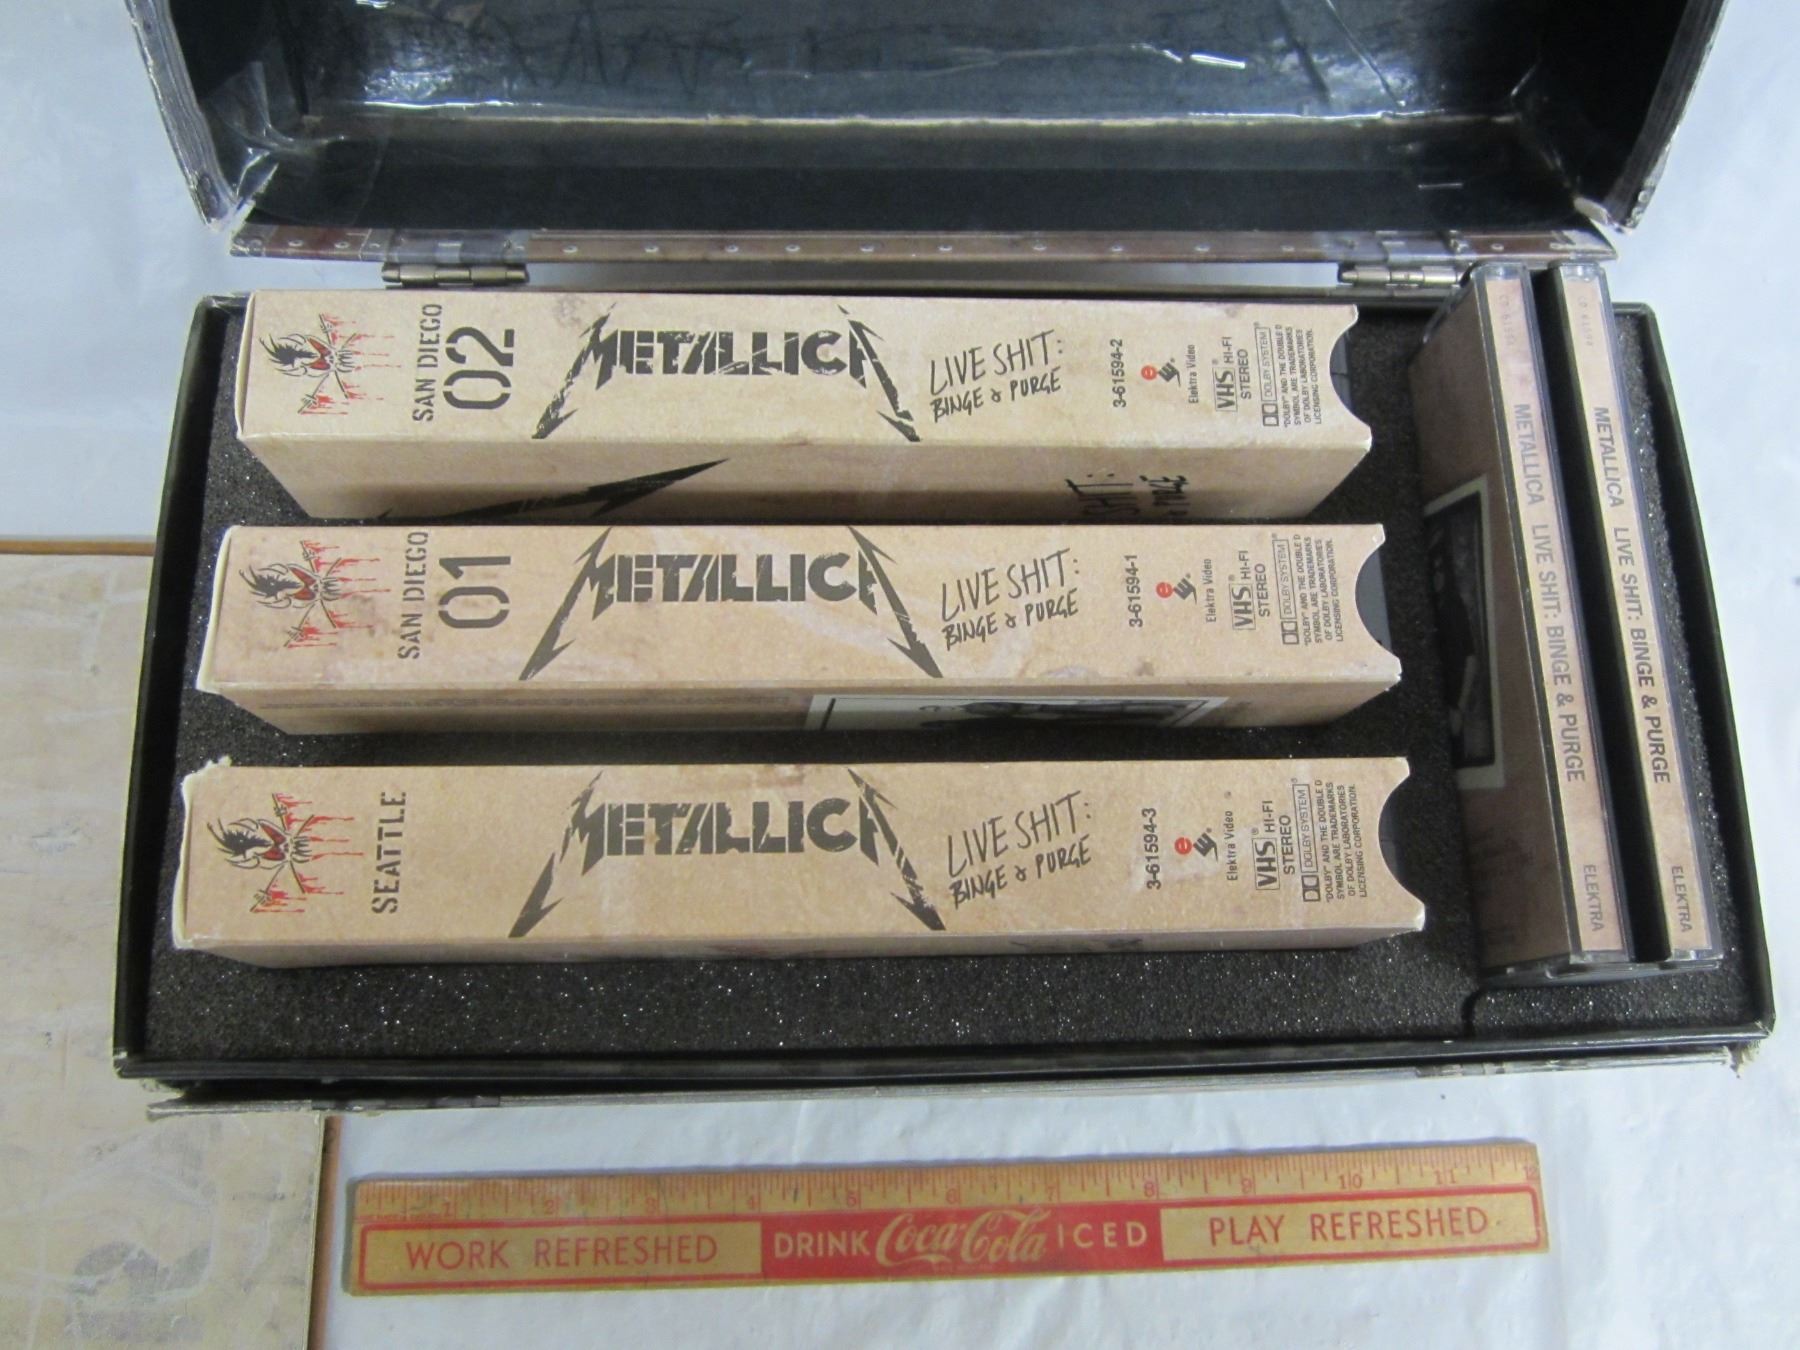 SAN DIEGO
02
METALLICA
LIVE SHIT:
BINGE & PURGE
3-61594-2
Elektra Video
VHS® HI-FI
STEREO
DOLBY SYSTEM®
"DOLBY" AND THE DOUBLE D
SYMBOL ARE TRADEMARKS
OF DOLBY LABORATORIES
LICENSING CORPORATION.
SHIT:
SAN DIEGO
01
METALLICA
LIVE SHIT:
BINGE & PURGE
3-61594-1
Elektra Video
VHS® HI-FI
STEREO
DOLBY SYSTEM®
"DOLBY" AND THE DOUBLE D
SYMBOL ARE TRADEMARKS
OF DOLBY LABORATORIES
LICENSING CORPORATION.
SEATTLE
METALLICA
LIVE SHIT:
BINGE & PURGE
3-61594-3
Elektra Video
VHS® HI-FI
STEREO
DOLBY SYSTEM®
"DOLBY" AND THE DOUBLE D
SYMBOL ARE TRADEMARKS
OF DOLBY LABORATORIES
LICENSING CORPORATION.
METALLICA LIVE SHIT: BINGE & PURGE ELEKTRA
METALLICA LIVE SHIT: BINGE & PURGE ELEKTRA
1 2 3 4 5 6 7 8 9 10 11 12
WORK REFRESHED DRINK Coca-Cola ICED PLAY REFRESHED